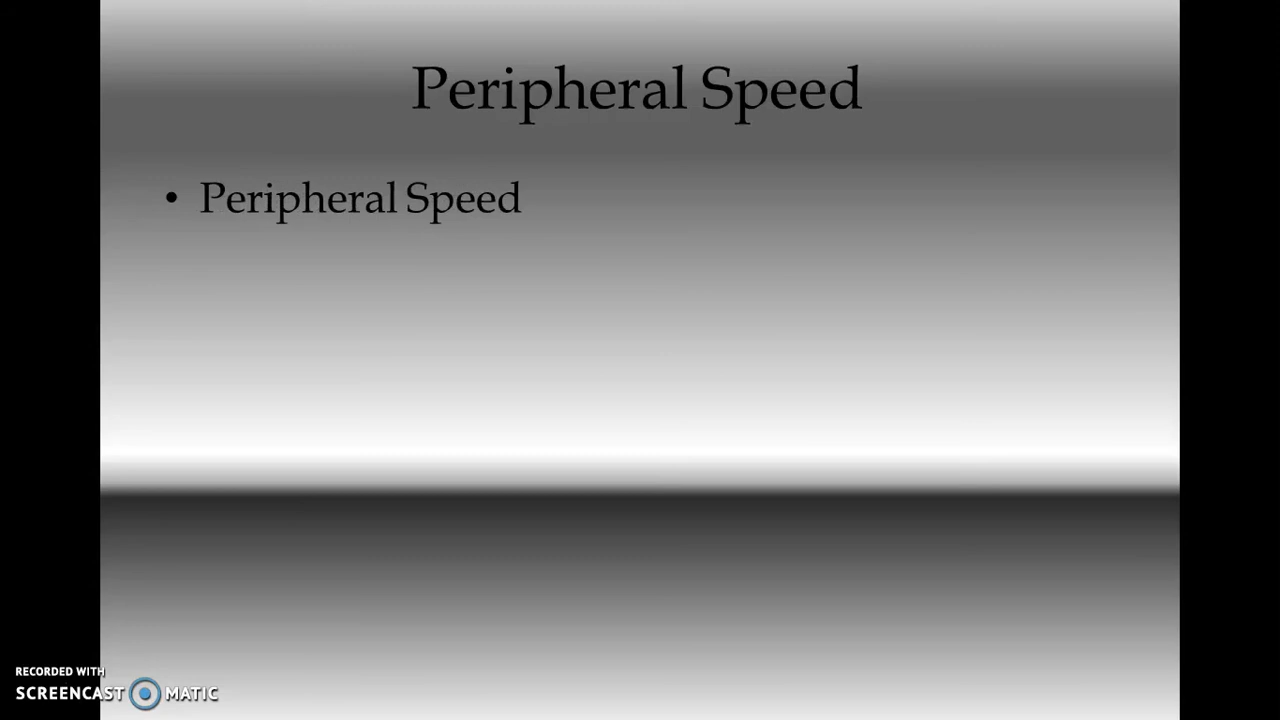 Peripheral Speed
• Peripheral Speed
RECORDED WITH
SCREENCAST MATIC